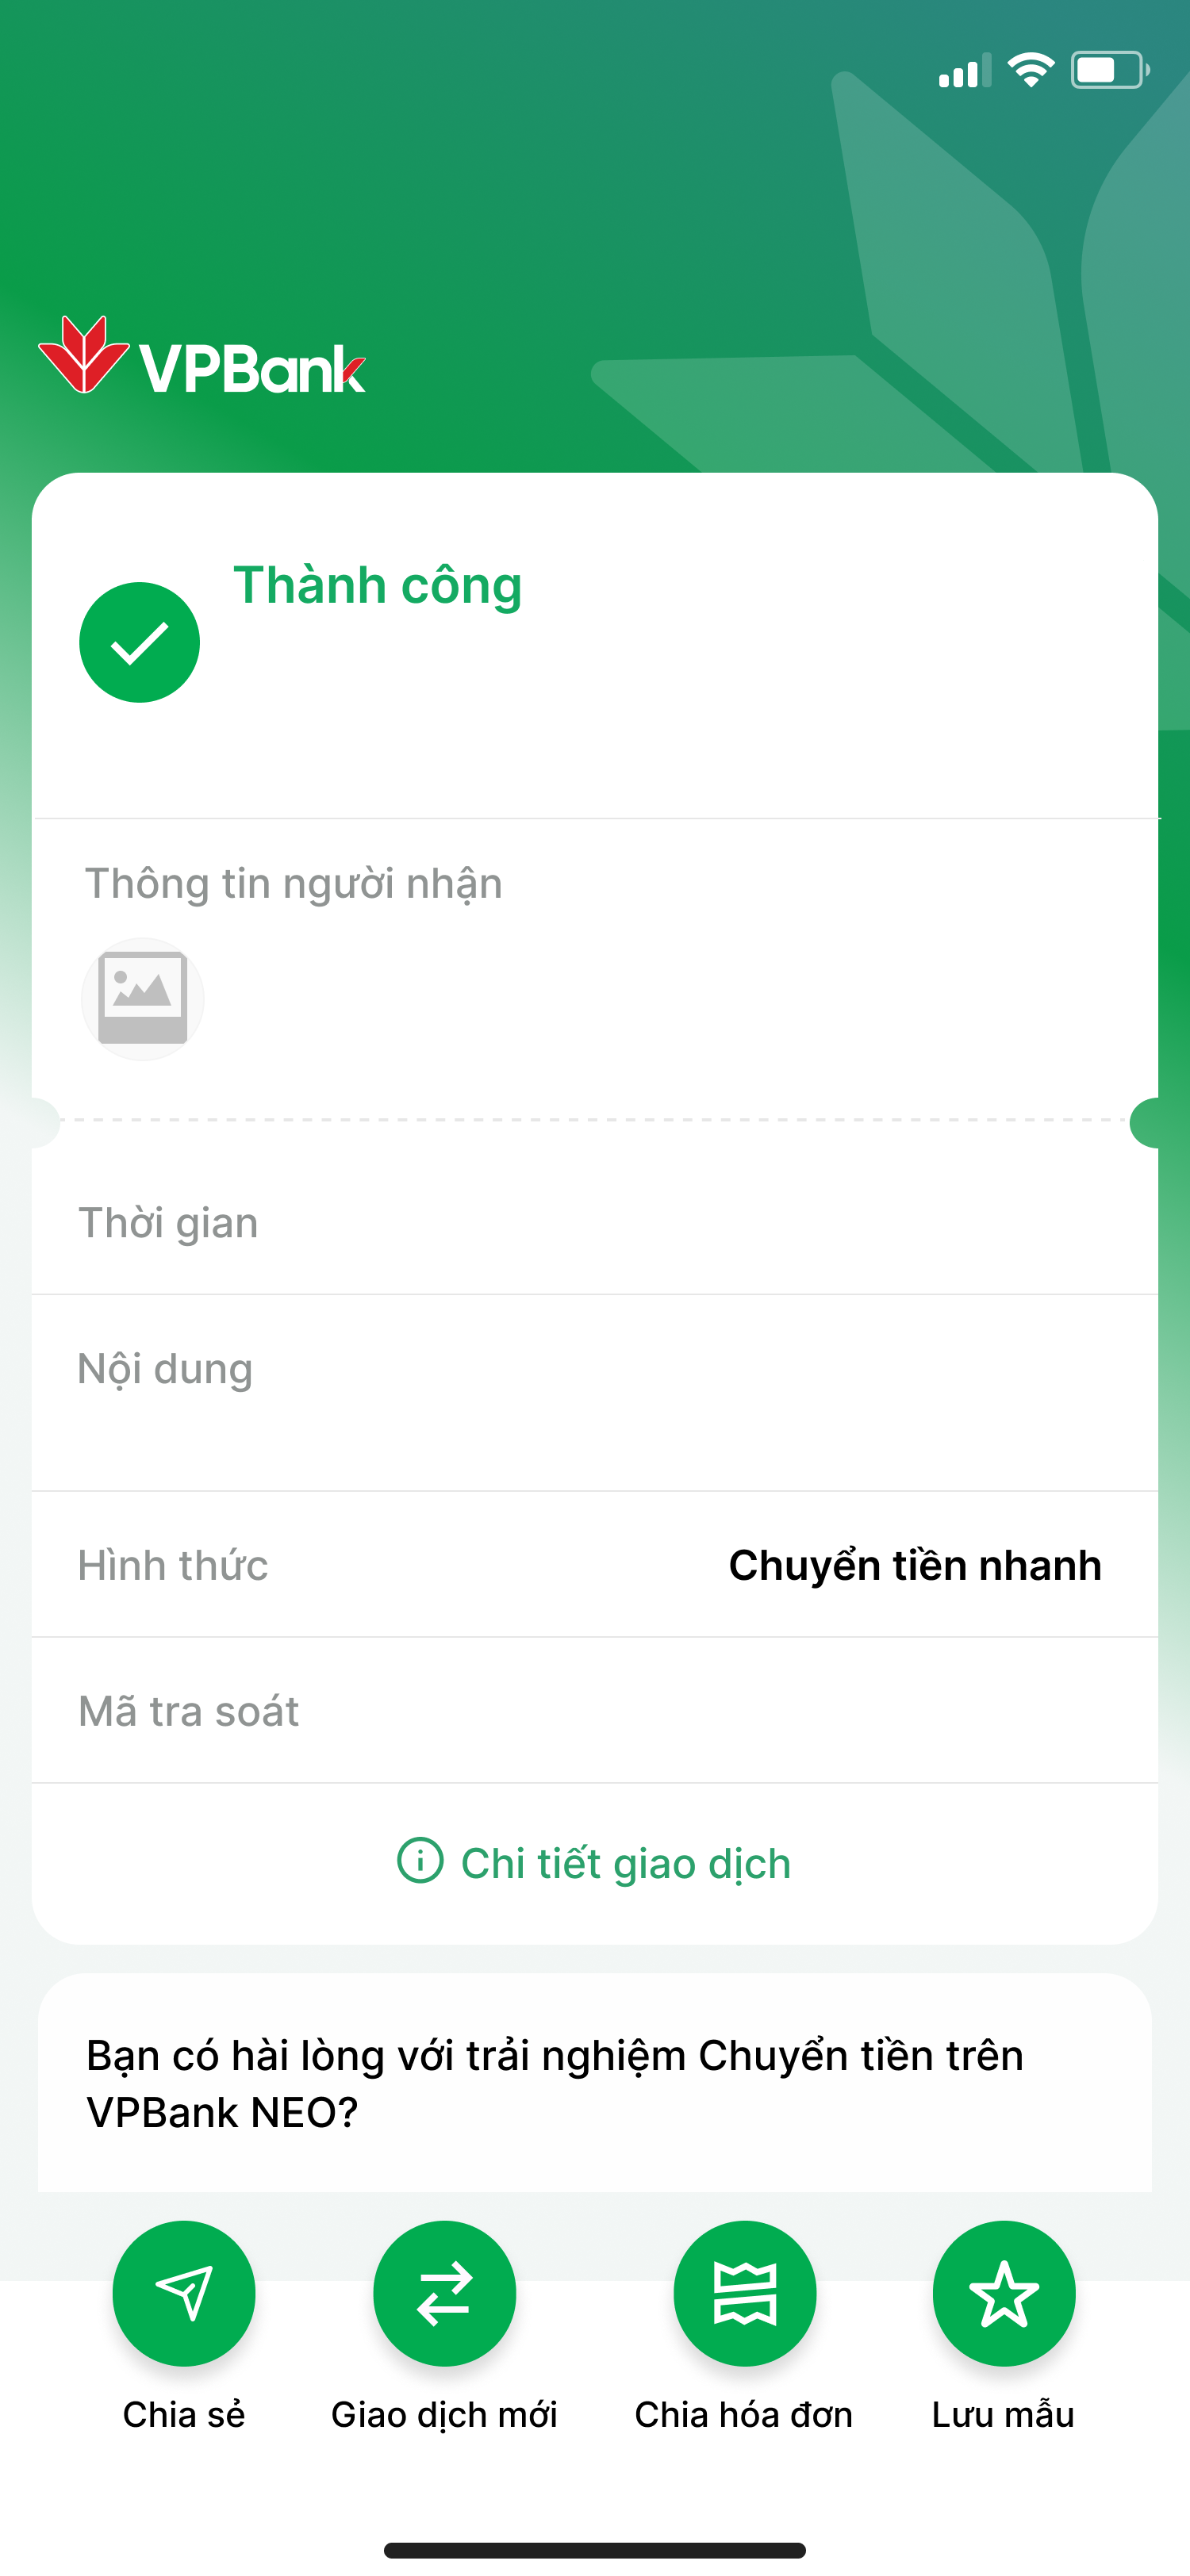 VPBank
Thành công
Thông tin người nhận
Thời gian
Nội dung
Hình thức
Chuyển tiền nhanh
Mã tra soát
Chi tiết giao dịch
Bạn có hài lòng với trải nghiệm Chuyển tiền trên
VPBank NEO?
Chia sẻ
Giao dịch mới
Chia hóa đơn
Lưu mẫu